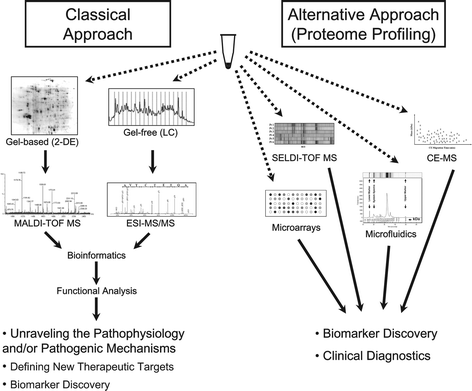 Classical
Approach
Alternative Approach
(Proteome Profiling)
Gel-based (2-DE)
Gel-free (LC)
SELDI-TOF MS
CE-MS
MALDI-TOF MS
ESI-MS/MS
Microarrays
Microfluidics
Bioinformatics
Functional Analysis
• Unraveling the Pathophysiology
and/or Pathogenic Mechanisms
• Defining New Therapeutic Targets
• Biomarker Discovery
• Biomarker Discovery
• Clinical Diagnostics